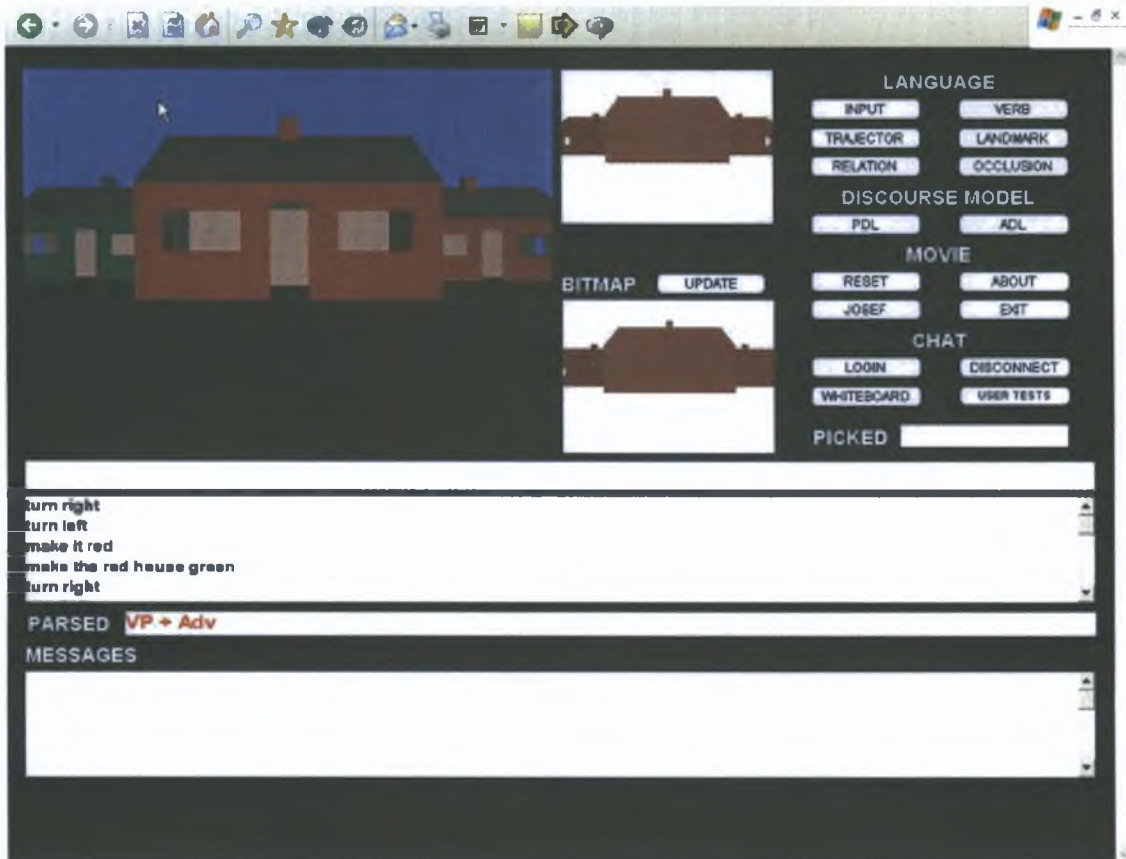 LANGUAGE
INPUT VERB
TRAJECTOR LANDMARK
RELATION OCCLUSION
DISCOURSE MODEL
PDL ADL
MOVIE
RESET ABOUT
JOSEF EXIT
CHAT
LOGIN DISCONNECT
WHITEBOARD USER TESTS
PICKED
BITMAP UPDATE
turn right
turn left
make it red
make the red house green
turn right
PARSED VP + Adv
MESSAGES